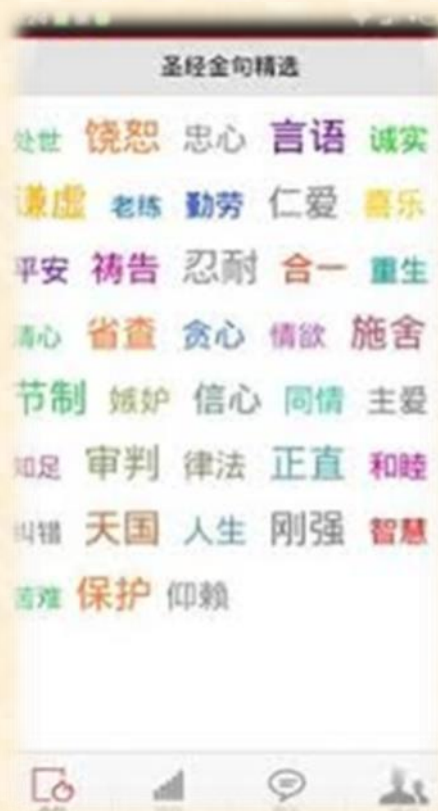 圣经金句精选
处世 饶恕 忠心 言语 诚实
谦虚 老练 勤劳 仁爱 喜乐
平安 祷告 忍耐 合一 重生
清心 省查 贪心 情欲 施舍
节制 嫉妒 信心 同情 主爱
知足 审判 律法 正直 和睦
纠错 天国 人生 刚强 智慧
苦难 保护 仰赖